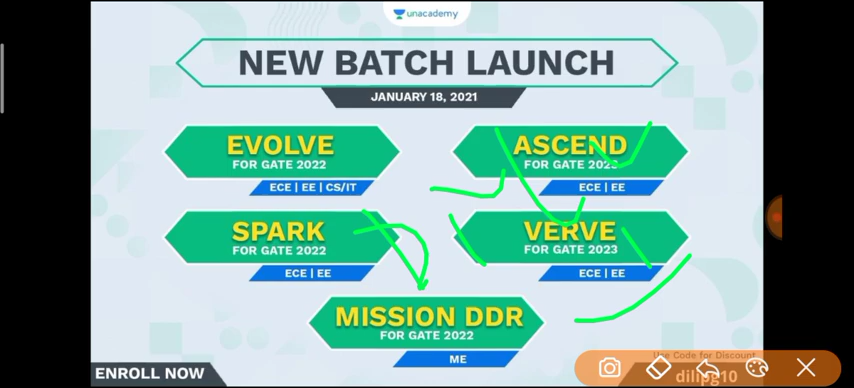 unacademy
NEW BATCH LAUNCH
JANUARY 18, 2021
EVOLVE
FOR GATE 2022
ECE | EE | CS/IT
ASCEND
FOR GATE 2023
ECE | EE
SPARK
FOR GATE 2022
ECE | EE
VERVE
FOR GATE 2023
ECE | EE
MISSION DDR
FOR GATE 2022
ME
ENROLL NOW
Use Code for Discount